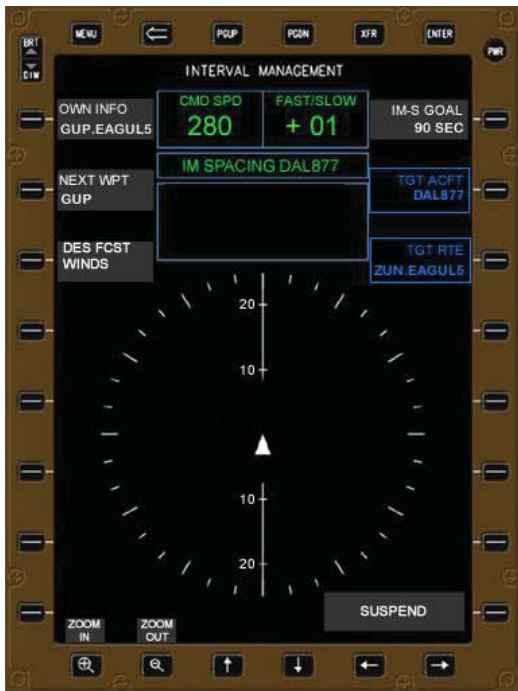 BRT
DIM
MENU
PGUP
PGDN
XFR
ENTER
PWR
INTERVAL MANAGEMENT
OWN INFO
GUP.EAGUL5
CMD SPD
280
FAST/SLOW
+ 01
IM-S GOAL
90 SEC
IM SPACING DAL877
NEXT WPT
GUP
TGT ACFT
DAL877
DES FCST
WINDS
TGT RTE
ZUN.EAGUL5
20
10
10
20
SUSPEND
ZOOM
IN
ZOOM
OUT